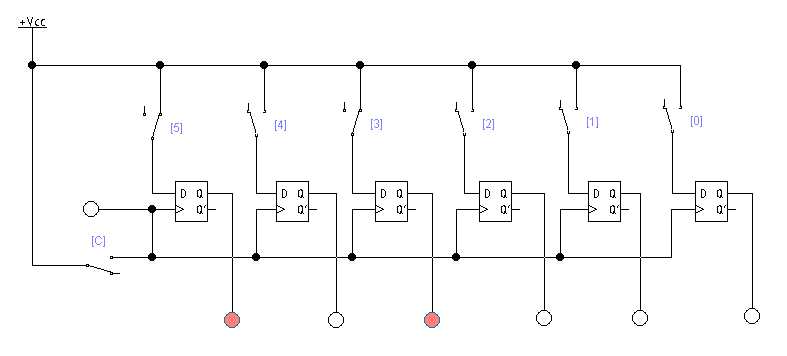 +Vcc
[5] [4] [3] [2] [1] [0]
D Q D Q D Q D Q D Q D Q
Q' Q' Q' Q' Q' Q'
[C]